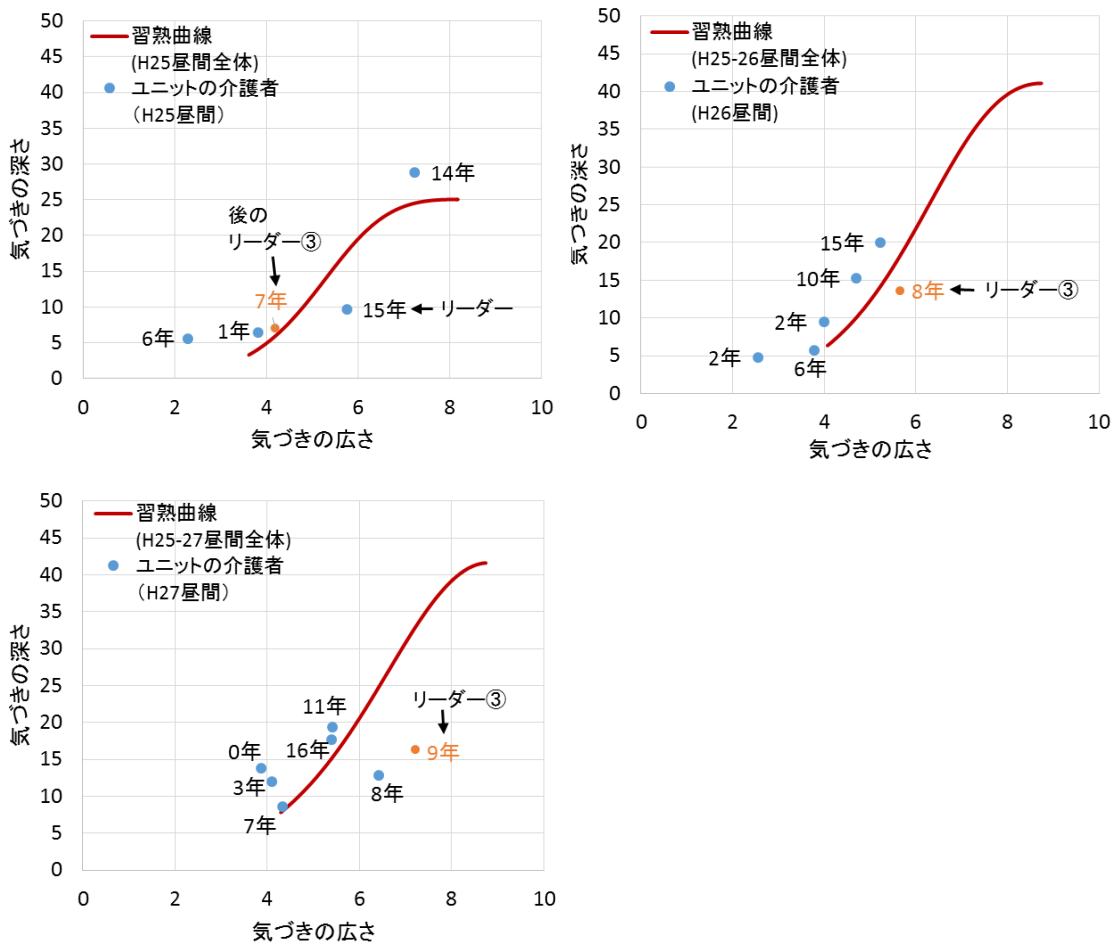 50
45
40
35
30
25
20
15
10
5
0
気づきの深さ
習熟曲線
(H25昼間全体)
ユニットの介護者
（H25昼間）
14年
後の
リーダー③
7年
15年
リーダー
1年
6年
0 2 4 6 8 10
気づきの広さ
50
45
40
35
30
25
20
15
10
5
0
気づきの深さ
習熟曲線
(H25-26昼間全体)
ユニットの介護者
(H26昼間)
15年
10年
8年
リーダー③
2年
2年
6年
0 2 4 6 8 10
気づきの広さ
50
45
40
35
30
25
20
15
10
5
0
気づきの深さ
習熟曲線
(H25-27昼間全体)
ユニットの介護者
（H27昼間）
リーダー③
11年
16年
9年
0年
3年
8年
7年
0 2 4 6 8 10
気づきの広さ